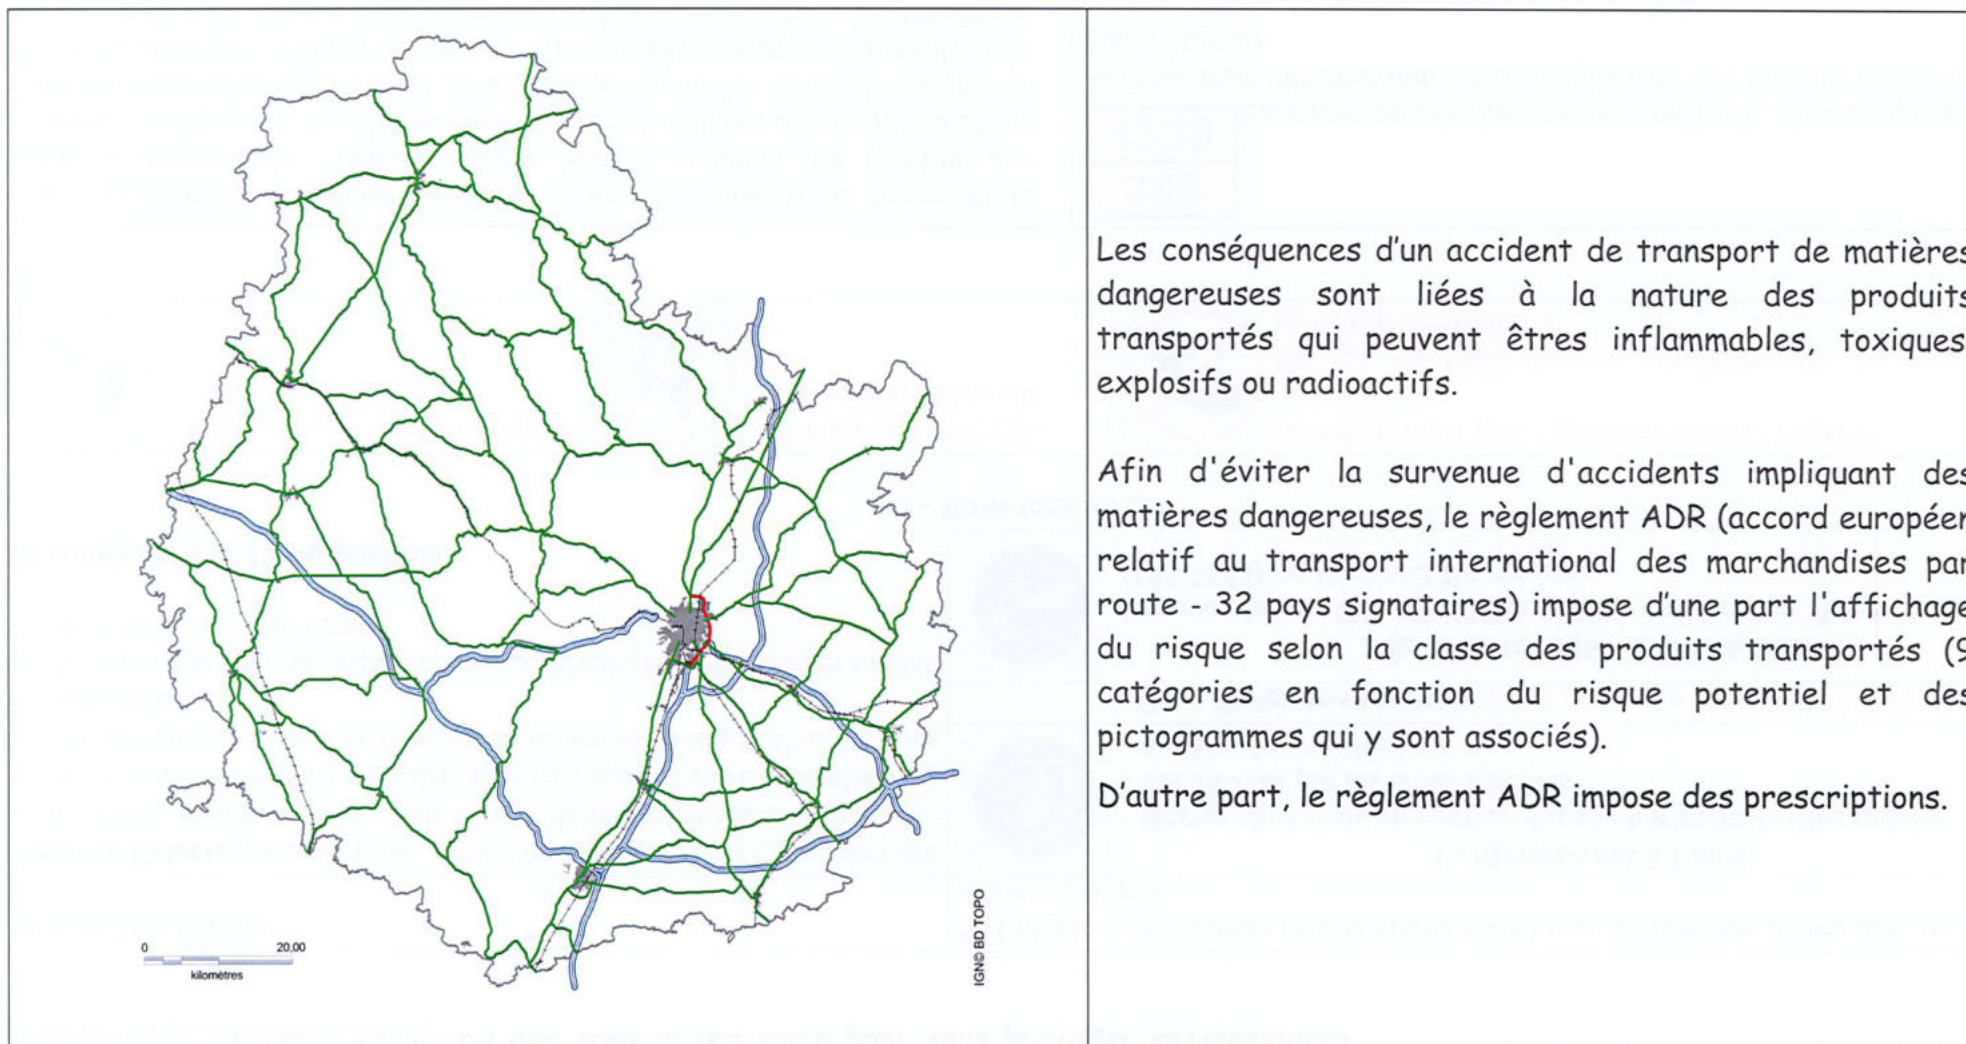 Les conséquences d'un accident de transport de matières
dangereuses sont liées à la nature des produits
transportés qui peuvent êtres inflammables, toxiques
explosifs ou radioactifs.
Afin d'éviter la survenue d'accidents impliquant des
matières dangereuses, le règlement ADR (accord européen
relatif au transport international des marchandises par
route - 32 pays signataires) impose d'une part l'affichage
du risque selon la classe des produits transportés (9
catégories en fonction du risque potentiel et des
pictogrammes qui y sont associés).
D'autre part, le règlement ADR impose des prescriptions.
0 20,00
kilomètres
IGN© BD TOPO